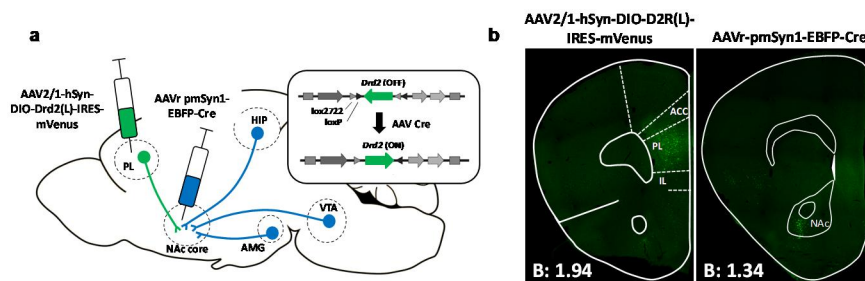 a
AAV2/1-hSyn-
DIO-Drd2(L)-IRES-
mVenus
AAVr pmSyn1-
EBFP-Cre
PL
HIP
NAc core
AMG
VTA
Drd2 (OFF)
lox2722
loxP
AAV Cre
Drd2 (ON)
b
AAV2/1-hSyn-DIO-D2R(L)-
IRES-mVenus
ACC
PL
IL
B: 1.94
AAVr-pmSyn1-EBFP-Cre
NAc
B: 1.34